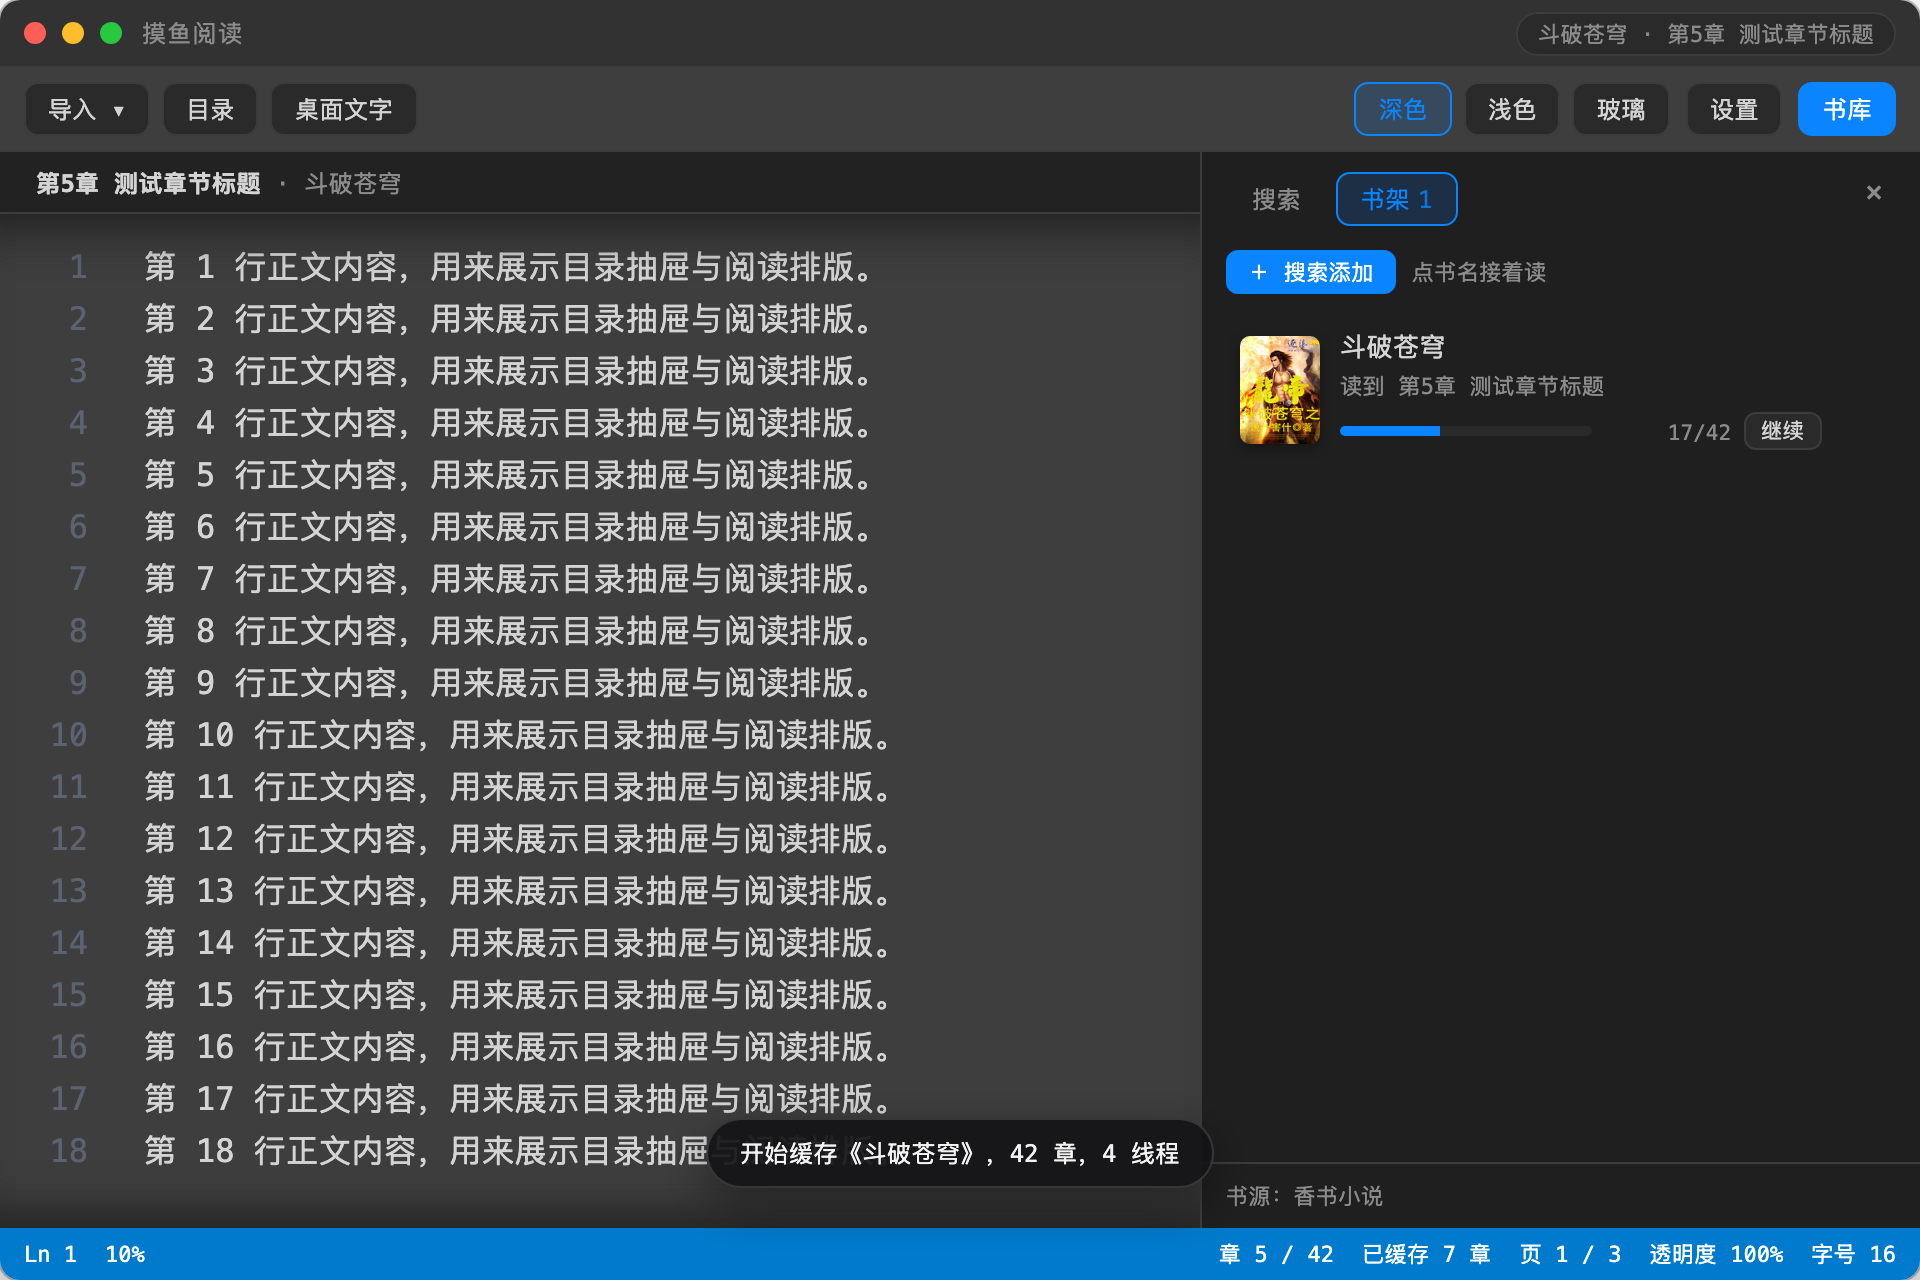 摸鱼阅读
斗破苍穹 · 第5章 测试章节标题
导入 ▾ 目录 桌面文字
深色 浅色 玻璃 设置 书库
第5章 测试章节标题 · 斗破苍穹
1 第 1 行正文内容，用来展示目录抽屉与阅读排版。
2 第 2 行正文内容，用来展示目录抽屉与阅读排版。
3 第 3 行正文内容，用来展示目录抽屉与阅读排版。
4 第 4 行正文内容，用来展示目录抽屉与阅读排版。
5 第 5 行正文内容，用来展示目录抽屉与阅读排版。
6 第 6 行正文内容，用来展示目录抽屉与阅读排版。
7 第 7 行正文内容，用来展示目录抽屉与阅读排版。
8 第 8 行正文内容，用来展示目录抽屉与阅读排版。
9 第 9 行正文内容，用来展示目录抽屉与阅读排版。
10 第 10 行正文内容，用来展示目录抽屉与阅读排版。
11 第 11 行正文内容，用来展示目录抽屉与阅读排版。
12 第 12 行正文内容，用来展示目录抽屉与阅读排版。
13 第 13 行正文内容，用来展示目录抽屉与阅读排版。
14 第 14 行正文内容，用来展示目录抽屉与阅读排版。
15 第 15 行正文内容，用来展示目录抽屉与阅读排版。
16 第 16 行正文内容，用来展示目录抽屉与阅读排版。
17 第 17 行正文内容，用来展示目录抽屉与阅读排版。
18 第 18 行正文内容，用来展示目录抽屉
开始缓存《斗破苍穹》，42 章，4 线程
搜索 书架 1 ×
+ 搜索添加 点书名接着读
龍帝
破苍穹之
斗破苍穹
读到 第5章 测试章节标题
17/42 继续
书源：香书小说
Ln 1 10%
章 5 / 42 已缓存 7 章 页 1 / 3 透明度 100% 字号 16